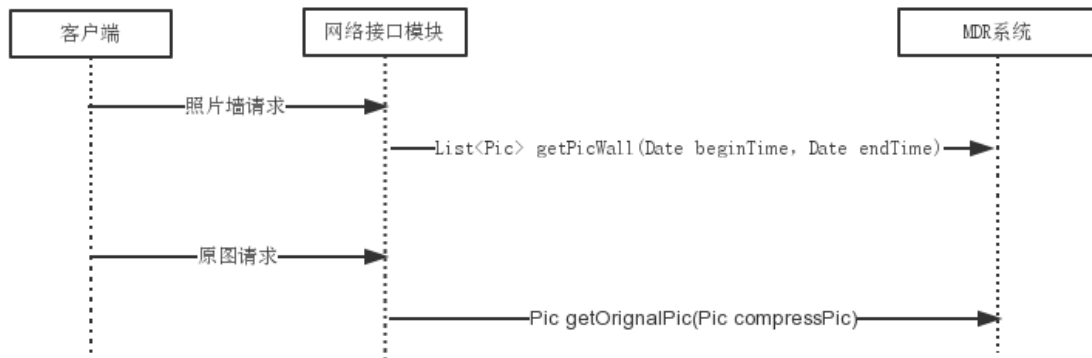 客户端
网络接口模块
MDR系统
照片墙请求
List<Pic> getPicWall(Date beginTime, Date endTime)
原图请求
Pic getOrignalPic(Pic compressPic)